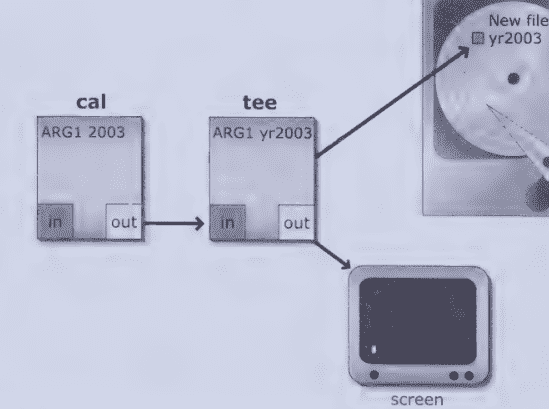 New file
yr2003
cal
tee
ARG1 2003
ARG1 yr2003
in
out
in
out
screen